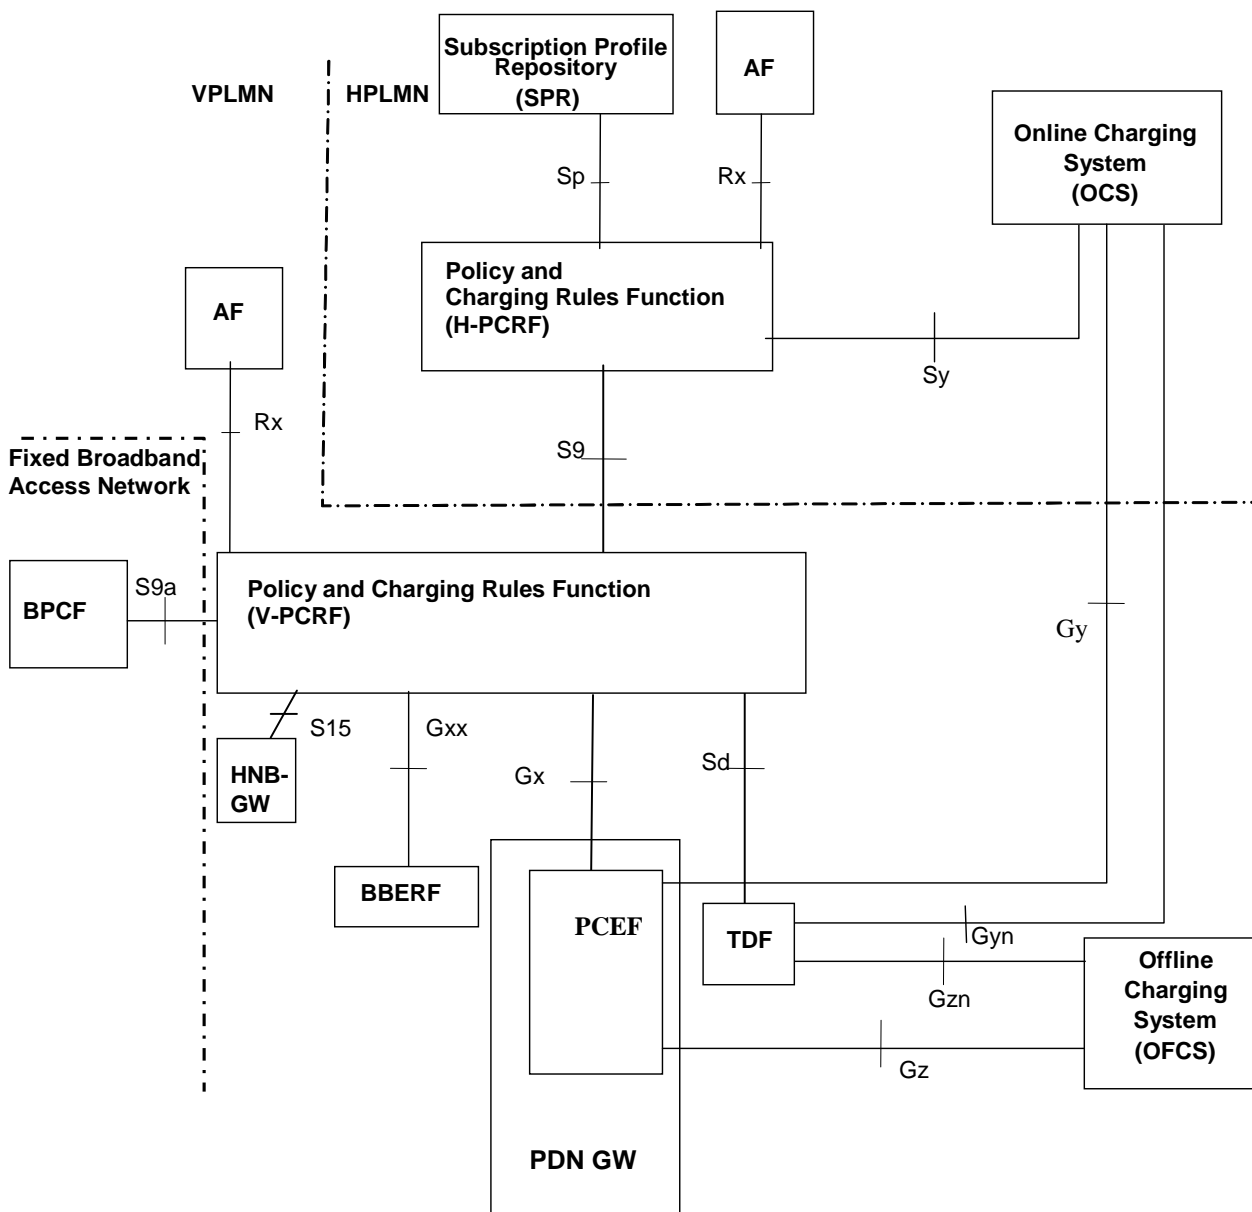 Subscription Profile
Repository
(SPR)
AF
VPLMN
HPLMN
Online Charging
System
(OCS)
Sp
Rx
Policy and
Charging Rules Function
(H-PCRF)
AF
Sy
Rx
S9
Fixed Broadband
Access Network
BPCF
S9a
Policy and Charging Rules Function
(V-PCRF)
Gy
S15
Gxx
Gx
Sd
HNB-
GW
BBERF
PCEF
TDF
Gyn
Gzn
Offline
Charging
System
(OFCS)
Gz
PDN GW